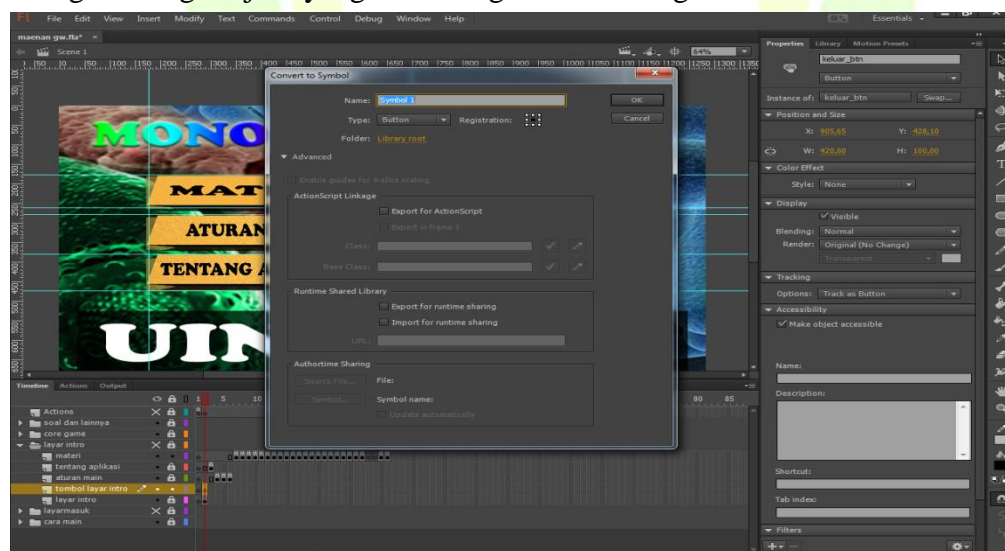 File Edit View Insert Modify Text Commands Control Debug Window Help Essentials
maenan gw.fla*
Scene 1
64%
MONO
MAT
ATURAN
TENTANG A
UIN
Convert to Symbol
Name: Symbol 1
OK
Type: Button Registration:
Cancel
Folder: Library root
Advanced
Enable guides for 9-slice scaling
ActionScript Linkage
Export for ActionScript
Export in frame 1
Class:
Base Class:
Runtime Shared Library
Export for runtime sharing
Import for runtime sharing
URL:
Authortime Sharing
Source File... File:
Symbol... Symbol name:
Update automatically
Properties Library Motion Presets
keluar_btn
Button
Instance of: keluar_btn Swap...
Position and Size
X: 905,65 Y: 428,10
W: 420,00 H: 100,00
Color Effect
Style: None
Display
Visible
Blending: Normal
Render: Original (No Change)
Transparent
Tracking
Options: Track as Button
Accessibility
Make object accessible
Name:
Description:
Shortcut:
Tab index:
Filters
Timeline Actions Output
1 5 10 80 85
Actions
soal dan lainnya
core game
layar intro
materi
tentang aplikasi
aturan main
tombol layar intro
layar intro
layarmasuk
cara main